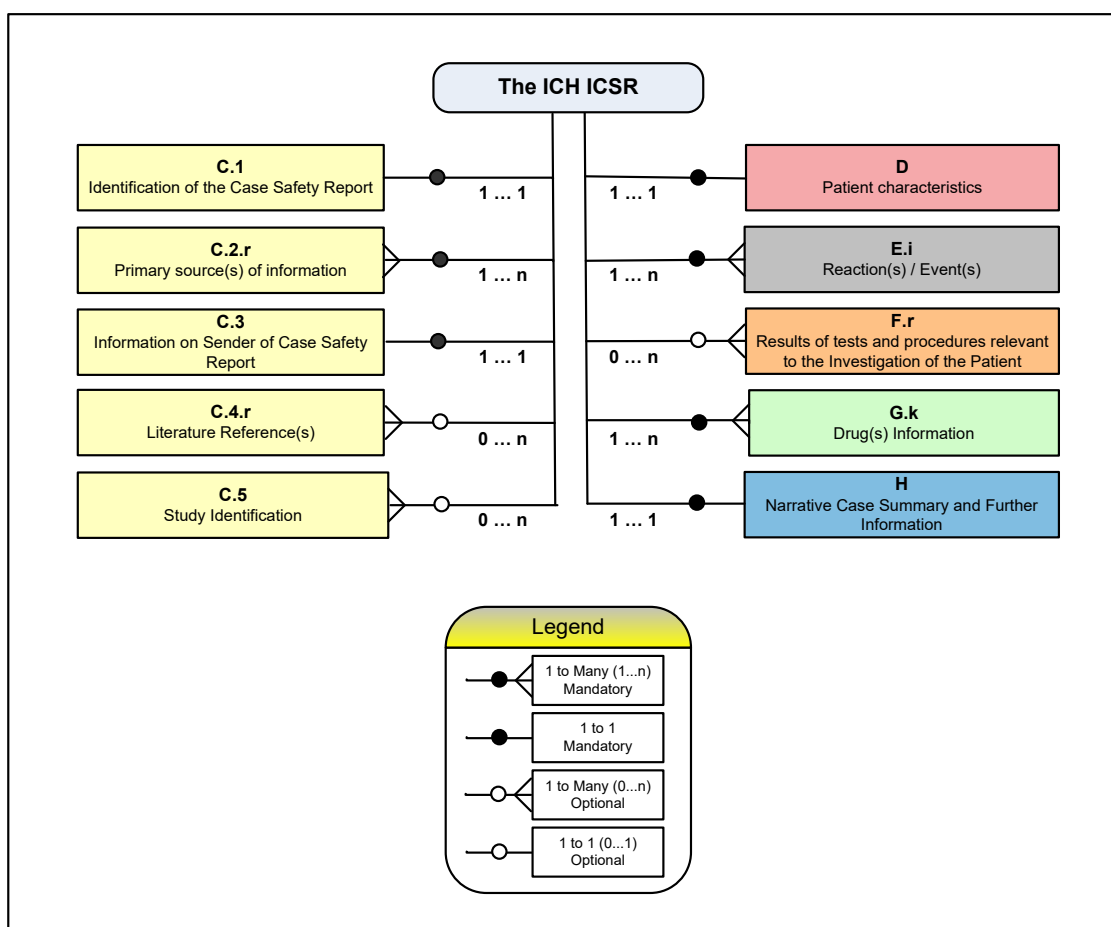 The ICH ICSR
C.1
Identification of the Case Safety Report
1 ... 1
C.2.r
Primary source(s) of information
1 ... n
C.3
Information on Sender of Case Safety
Report
1 ... 1
C.4.r
Literature Reference(s)
0 ... n
C.5
Study Identification
0 ... n
D
Patient characteristics
1 ... 1
E.i
Reaction(s) / Event(s)
1 ... n
F.r
Results of tests and procedures relevant
to the Investigation of the Patient
0 ... n
G.k
Drug(s) Information
1 ... n
H
Narrative Case Summary and Further
Information
1 ... 1
Legend
1 to Many (1...n)
Mandatory
1 to 1
Mandatory
1 to Many (0...n)
Optional
1 to 1 (0...1)
Optional